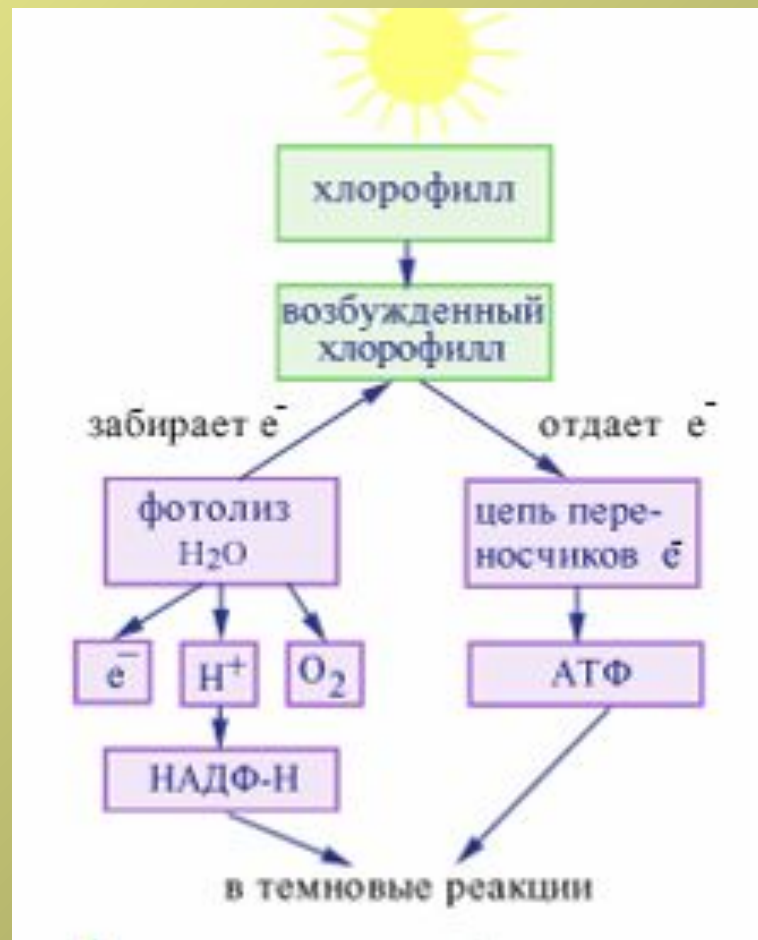 хлорофилл
возбужденный
хлорофилл
забирает e⁻
отдает e⁻
фотолиз
H₂O
цепь пере-
носчиков e⁻
e⁻
H⁺
O₂
АТФ
НАДФ-Н
в темновые реакции